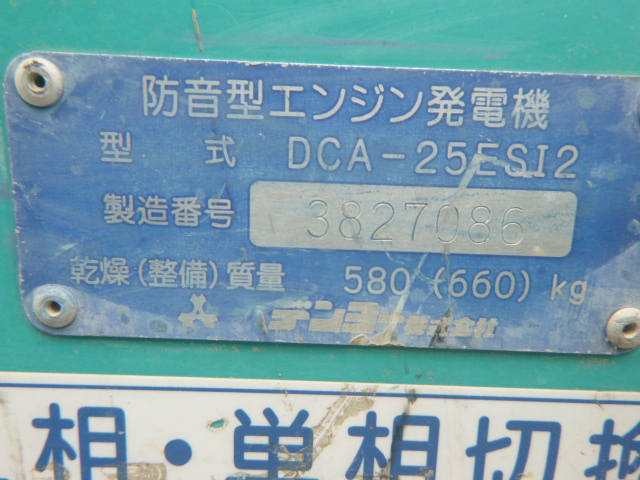 防音型エンジン発電機
型 式 DCA-25ESI2
製造番号 3827086
乾燥(整備)質量 580(660)kg
デンヨー株式会社
相・単相切換